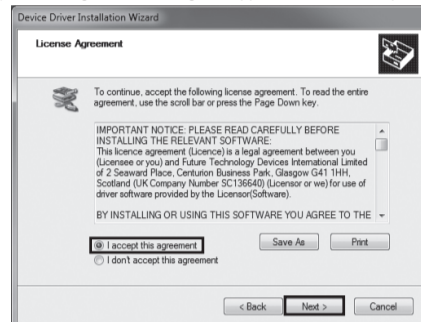 Device Driver Installation Wizard
License Agreement
To continue, accept the following license agreement. To read the entire
agreement, use the scroll bar or press the Page Down key.
IMPORTANT NOTICE: PLEASE READ CAREFULLY BEFORE
INSTALLING THE RELEVANT SOFTWARE:
This licence agreement (Licence) is a legal agreement between you
(Licensee or you) and Future Technology Devices International Limited
of 2 Seaward Place, Centurion Business Park, Glasgow G41 1HH,
Scotland (UK Company Number SC136640) (Licensor or we) for use of
driver software provided by the Licensor(Software).
BY INSTALLING OR USING THIS SOFTWARE YOU AGREE TO THE
I accept this agreement
Save As
Print
I don't accept this agreement
< Back
Next >
Cancel